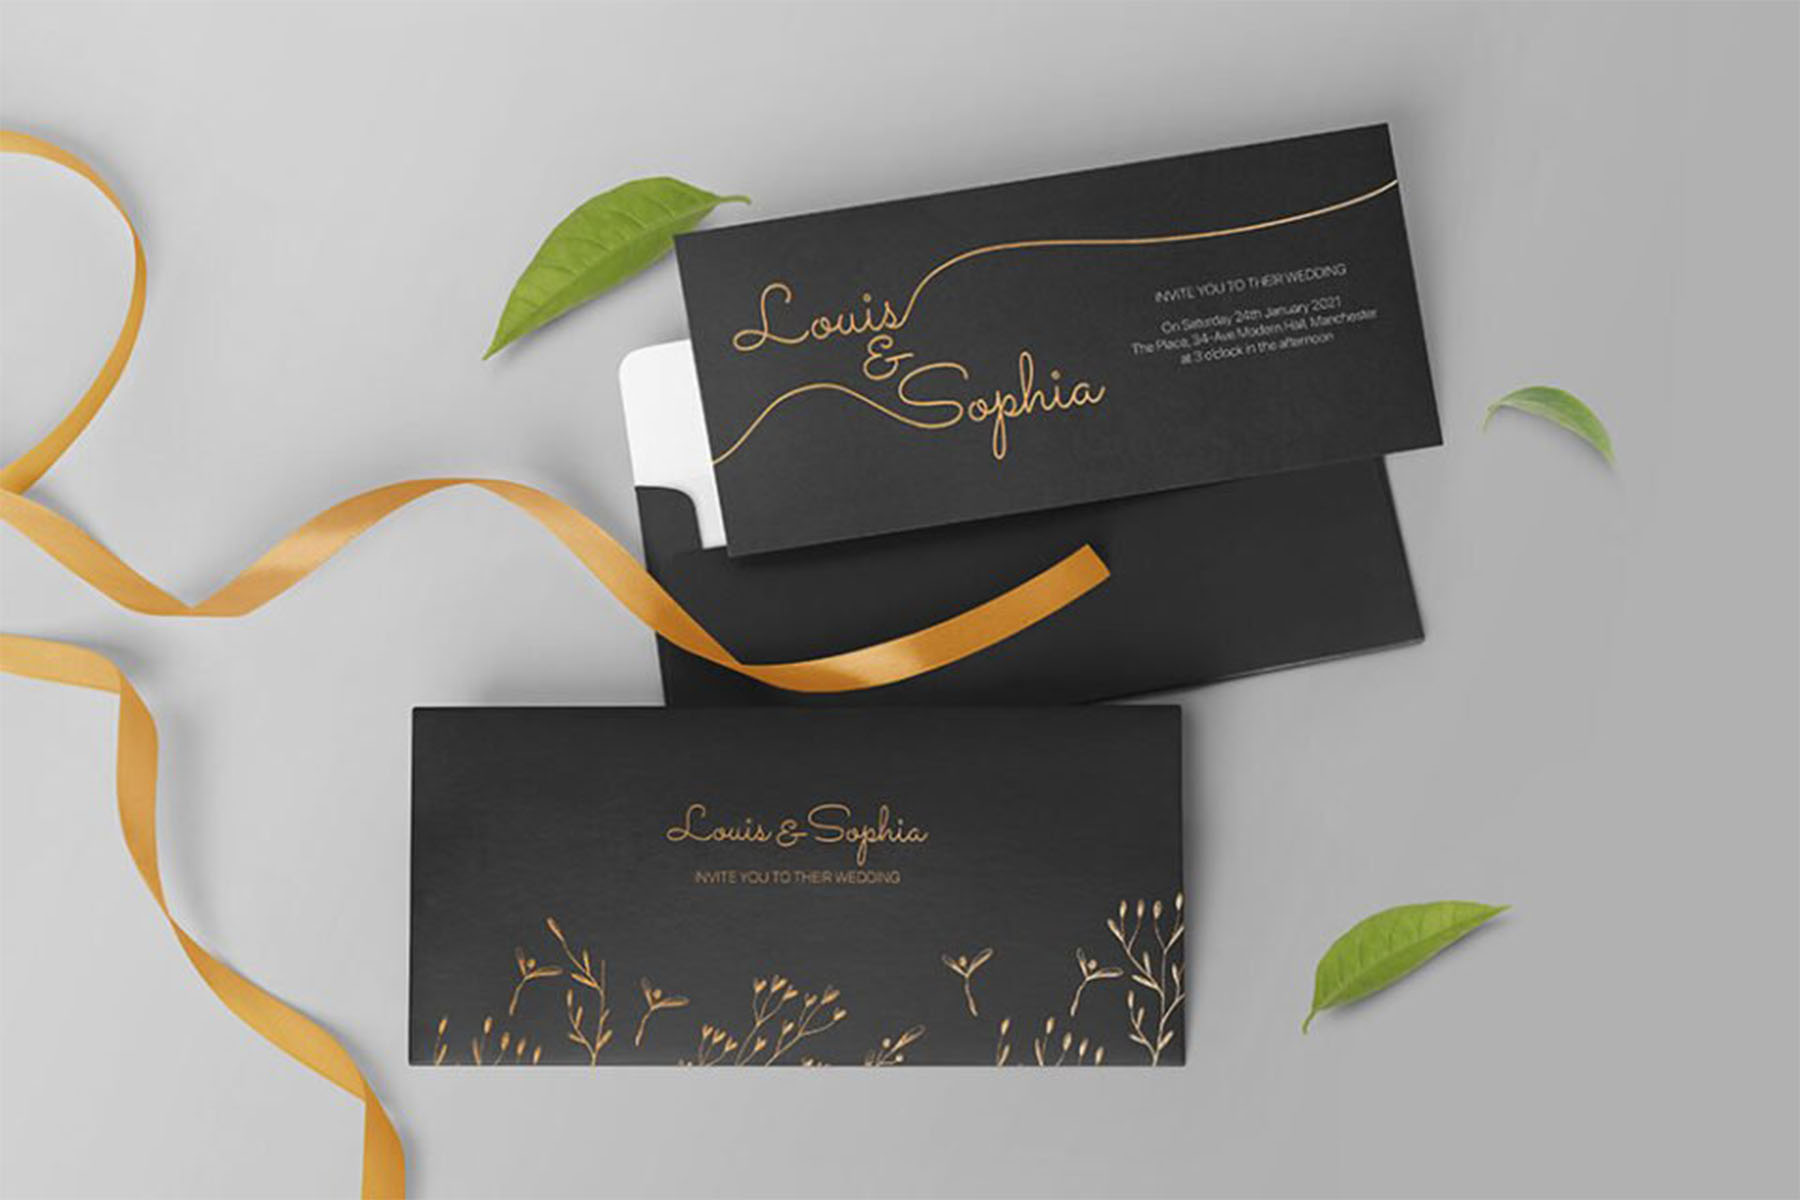 Louis
&
Sophia
INVITE YOU TO THEIR WEDDING
On Saturday 24th January 2021
The Place, 34-Ave Modern Hall, Manchester
at 3 o'clock in the afternoon
Louis & Sophia
INVITE YOU TO THEIR WEDDING